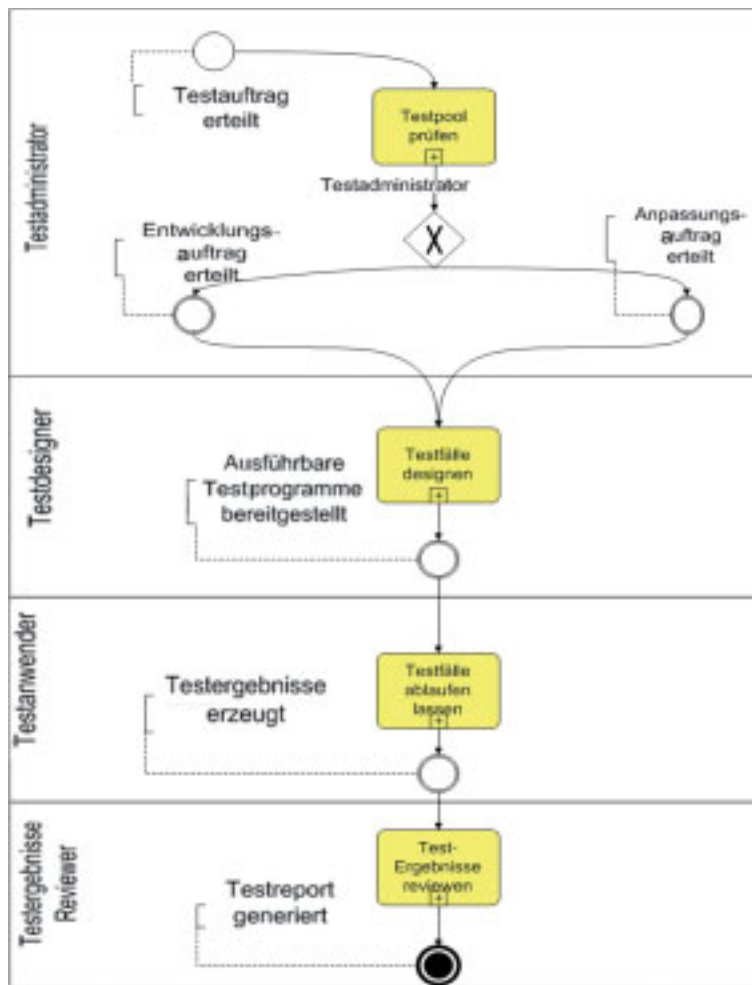 Testadministrator
Testauftrag
erteilt
Testpool
prüfen
Testadministrator
X
Entwicklungs-
auftrag
erteilt
Anpassungs-
auftrag
erteilt
Testdesigner
Testfälle
designen
Ausführbare
Testprogramme
bereitgestellt
Testanwender
Testfälle
ablaufen
lassen
Testergebnisse
erzeugt
Testergebnisse
Reviewer
Test-
Ergebnisse
reviewen
Testreport
generiert